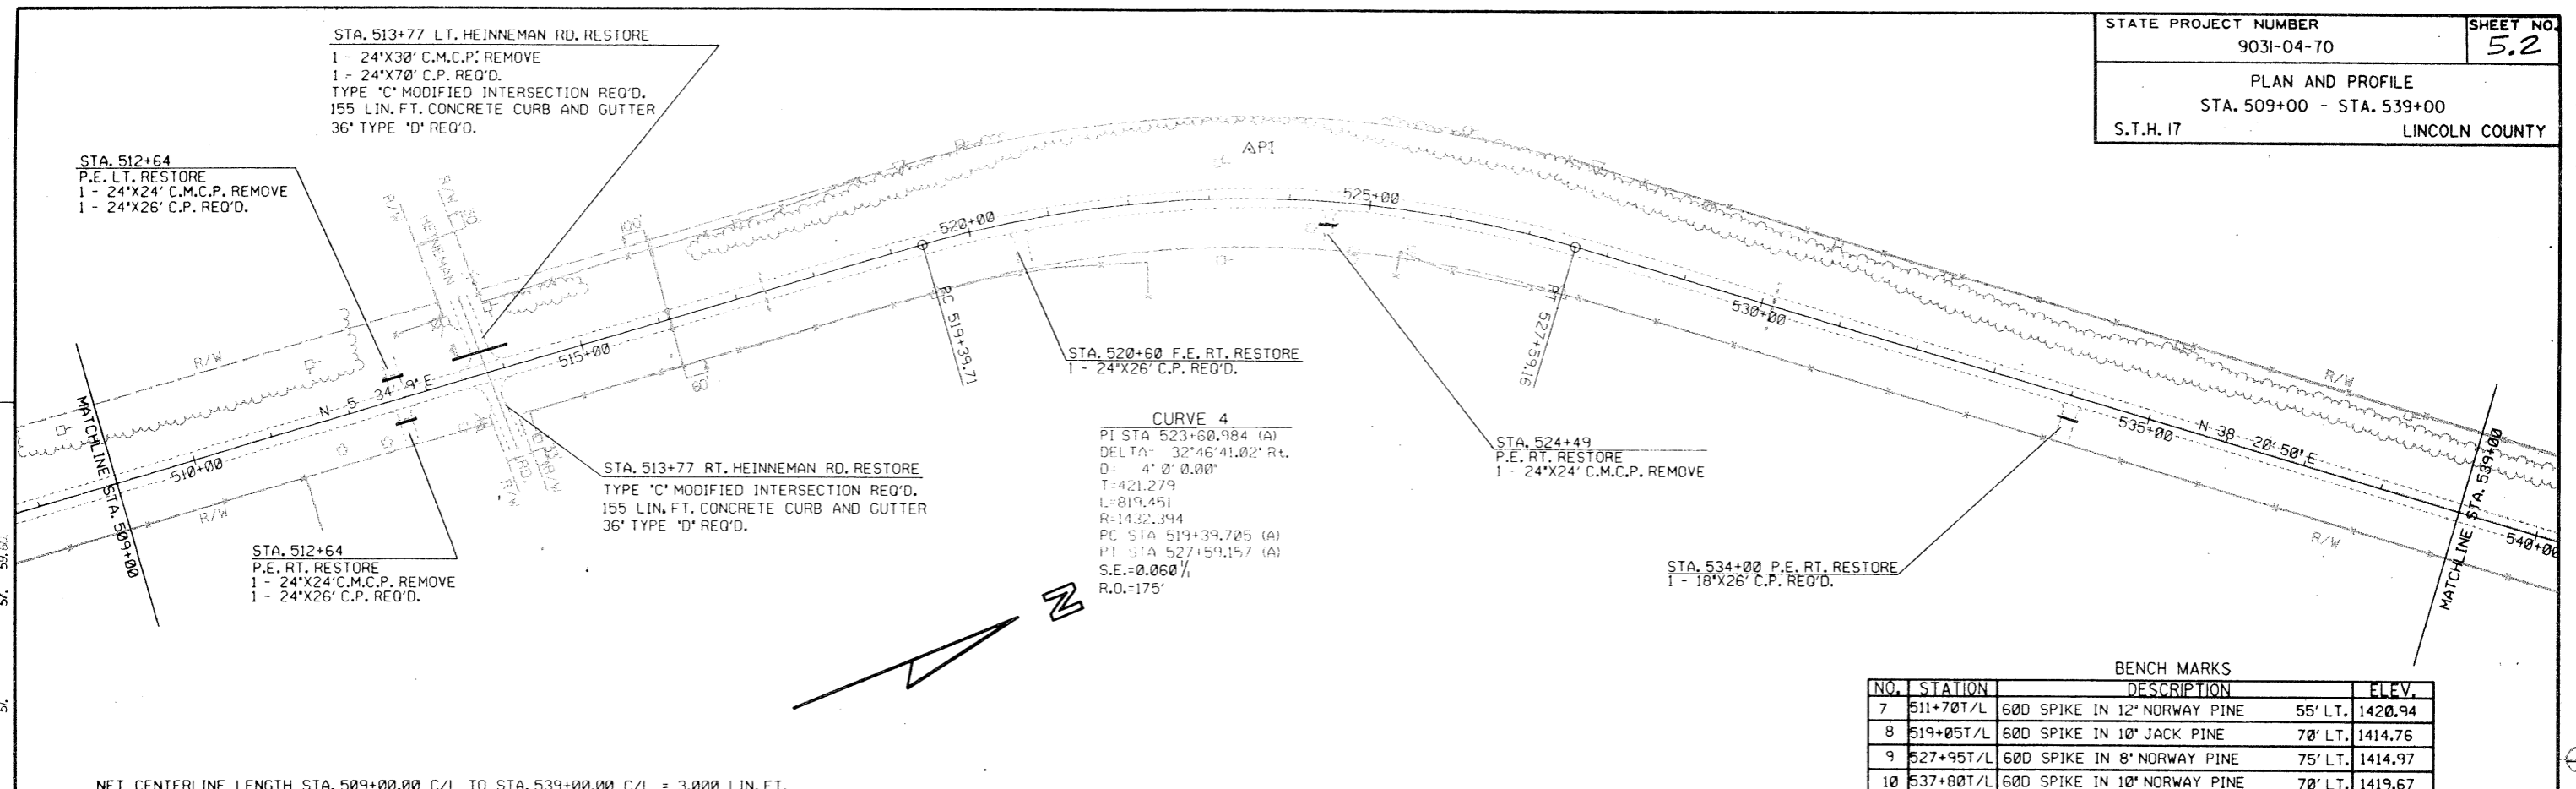 STATE PROJECT NUMBER
9031-04-70
SHEET NO.
5.2
PLAN AND PROFILE
STA. 509+00 - STA. 539+00
S.T.H. 17 LINCOLN COUNTY
STA. 513+77 LT. HEINNEMAN RD. RESTORE
1 - 24"X30' C.M.C.P. REMOVE
1 - 24"X70' C.P. REQ'D.
TYPE "C" MODIFIED INTERSECTION REQ'D.
155 LIN. FT. CONCRETE CURB AND GUTTER
36" TYPE "D" REQ'D.
STA. 512+64
P.E. LT. RESTORE
1 - 24"X24' C.M.C.P. REMOVE
1 - 24"X26' C.P. REQ'D.
R/W
R/W
HEINNEMAN
RD.
R/W
R/W
API
520+00
525+00
515+00
510+00
530+00
535+00
540+00
R/W
R/W
R/W
R/W
N 5 34' 9" E
N 38 20' 50" E
MATCHLINE STA. 509+00
MATCHLINE STA. 539+00
PC 519+39.71
PT 527+59.16
STA. 520+60 F.E. RT. RESTORE
1 - 24"X26' C.P. REQ'D.
STA. 513+77 RT. HEINNEMAN RD. RESTORE
TYPE "C" MODIFIED INTERSECTION REQ'D.
155 LIN. FT. CONCRETE CURB AND GUTTER
36" TYPE "D" REQ'D.
STA. 512+64
P.E. RT. RESTORE
1 - 24"X24' C.M.C.P. REMOVE
1 - 24"X26' C.P. REQ'D.
CURVE 4
PI STA 523+60.984 (A)
DELTA= 32°46'41.02" Rt.
D= 4° 0' 0.00"
T=421.279
L=819.451
R=1432.394
PC STA 519+39.705 (A)
PT STA 527+59.157 (A)
S.E.=0.060'/,
R.O.=175'
STA. 524+49
P.E. RT. RESTORE
1 - 24"X24' C.M.C.P. REMOVE
STA. 534+00 P.E. RT. RESTORE
1 - 18"X26' C.P. REQ'D.
N
BENCH MARKS
NO. STATION DESCRIPTION ELEV.
7 511+70T/L 60D SPIKE IN 12" NORWAY PINE 55' LT. 1420.94
8 519+05T/L 60D SPIKE IN 10" JACK PINE 70' LT. 1414.76
9 527+95T/L 60D SPIKE IN 8" NORWAY PINE 75' LT. 1414.97
10 537+80T/L 60D SPIKE IN 10" NORWAY PINE 70' LT. 1419.67
NET CENTERLINE LENGTH STA. 509+00.00 C/L TO STA. 539+00.00 C/L = 3,000 LIN. FT.